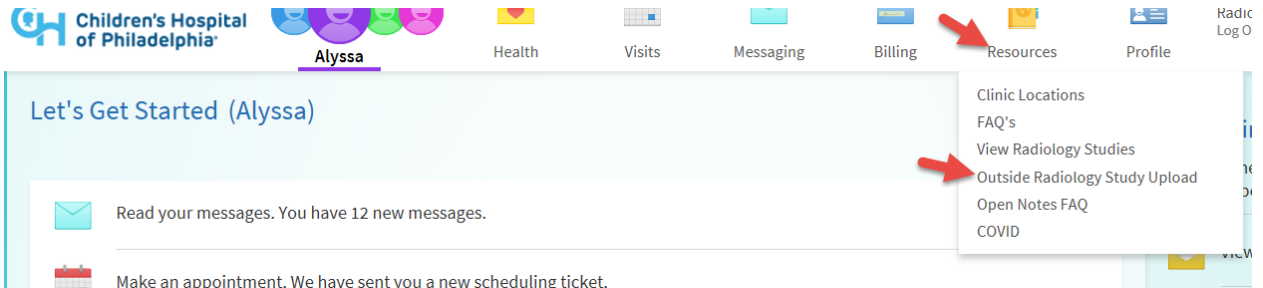 Children's Hospital
of Philadelphia
Alyssa
Health
Visits
Messaging
Billing
Resources
Profile
Log O
Let's Get Started (Alyssa)
Clinic Locations
FAQ's
View Radiology Studies
Outside Radiology Study Upload
Open Notes FAQ
COVID
Read your messages. You have 12 new messages.
Make an appointment. We have sent you a new scheduling ticket.